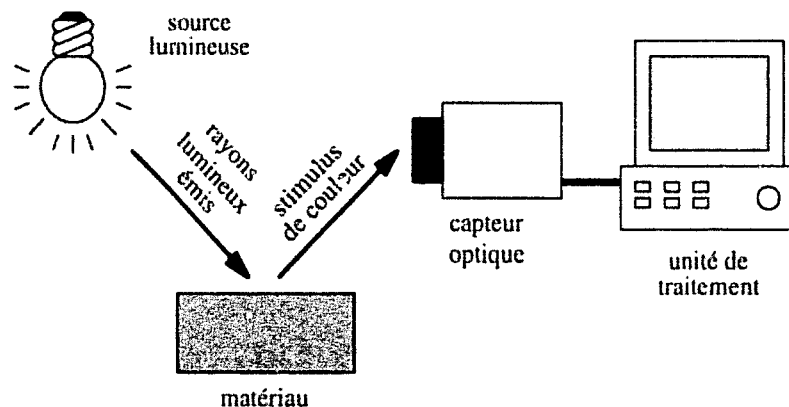 source
lumineuse
rayons
lumineux
émis
stimulus
de couleur
capteur
optique
unité de
traitement
matériau